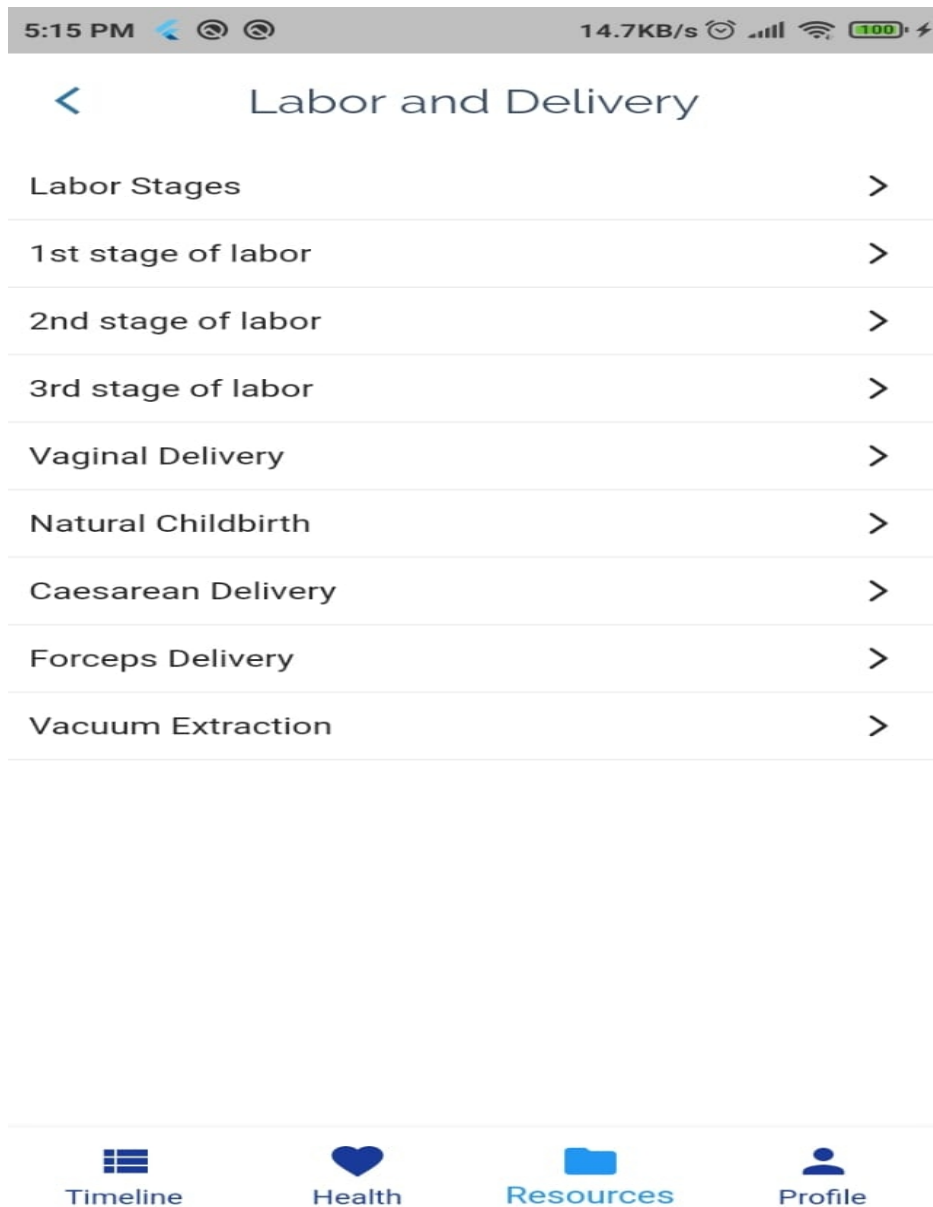 5:15 PM 14.7KB/s 100
Labor and Delivery
Labor Stages
1st stage of labor
2nd stage of labor
3rd stage of labor
Vaginal Delivery
Natural Childbirth
Caesarean Delivery
Forceps Delivery
Vacuum Extraction
Timeline Health Resources Profile